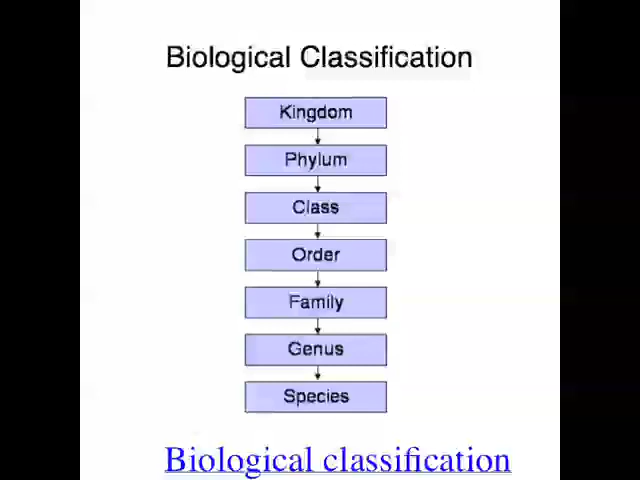 Biological Classification
Kingdom
Phylum
Class
Order
Family
Genus
Species
Biological classification